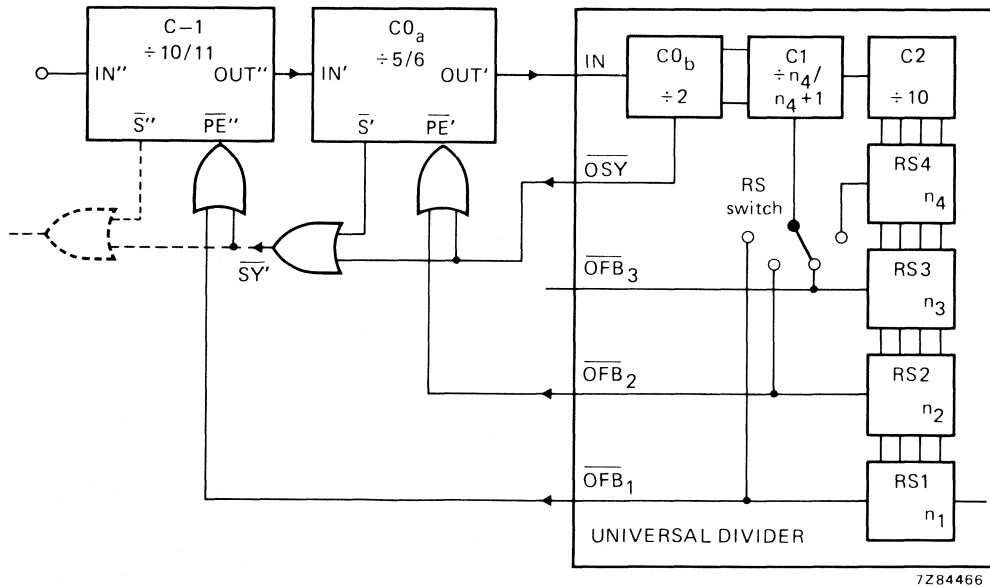 C−1
÷10/11
IN"
OUT"
S̅"
P̅E̅"
C0a
÷5/6
IN'
OUT'
S̅'
P̅E̅'
IN
C0b
÷2
C1
÷n4/
n4+1
C2
÷10
O̅S̅Y̅
RS
switch
RS4
n4
S̅Y̅'
O̅F̅B̅3
RS3
n3
O̅F̅B̅2
RS2
n2
O̅F̅B̅1
RS1
n1
UNIVERSAL DIVIDER
7Z84466